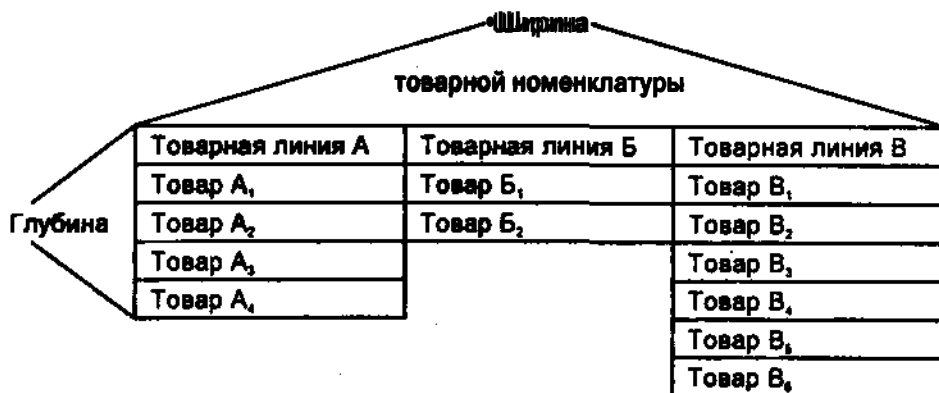 Ширина
товарной номенклатуры
Товарная линия А Товарная линия Б Товарная линия В
Товар А₁ Товар Б₁ Товар В₁
Глубина Товар А₂ Товар Б₂ Товар В₂
Товар А₃ Товар В₃
Товар А₄ Товар В₄
Товар В₅
Товар В₆